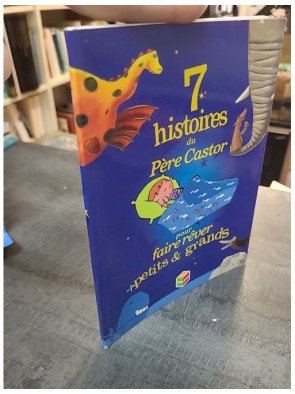 7
histoires
du
Père Castor
pour
faire rêver
petits & grands